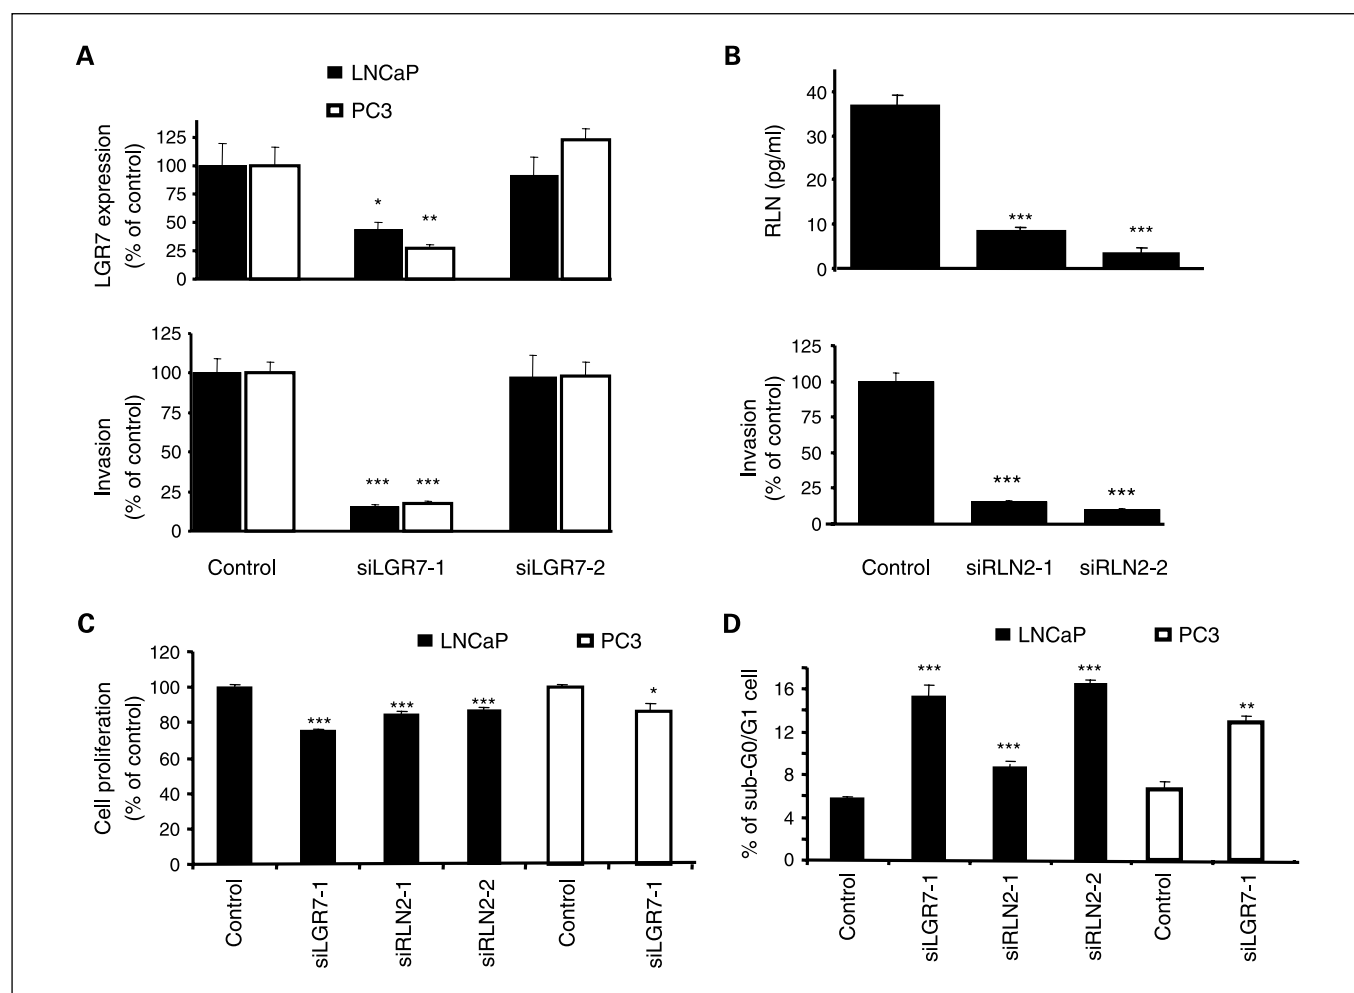 A
LNCaP
PC3
LGR7 expression
(% of control)
125
100
75
50
25
0
*
**
Invasion
(% of control)
125
100
75
50
25
0
***
***
Control
siLGR7-1
siLGR7-2
B
RLN (pg/ml)
40
30
20
10
0
***
***
Invasion
(% of control)
125
100
75
50
25
0
***
***
Control
siRLN2-1
siRLN2-2
C
LNCaP
PC3
Cell proliferation
(% of control)
120
100
80
60
40
20
0
***
***
***
*
Control
siLGR7-1
siRLN2-1
siRLN2-2
Control
siLGR7-1
D
LNCaP
PC3
% of sub-G0/G1 cell
16
12
8
4
0
***
***
***
**
Control
siLGR7-1
siRLN2-1
siRLN2-2
Control
siLGR7-1